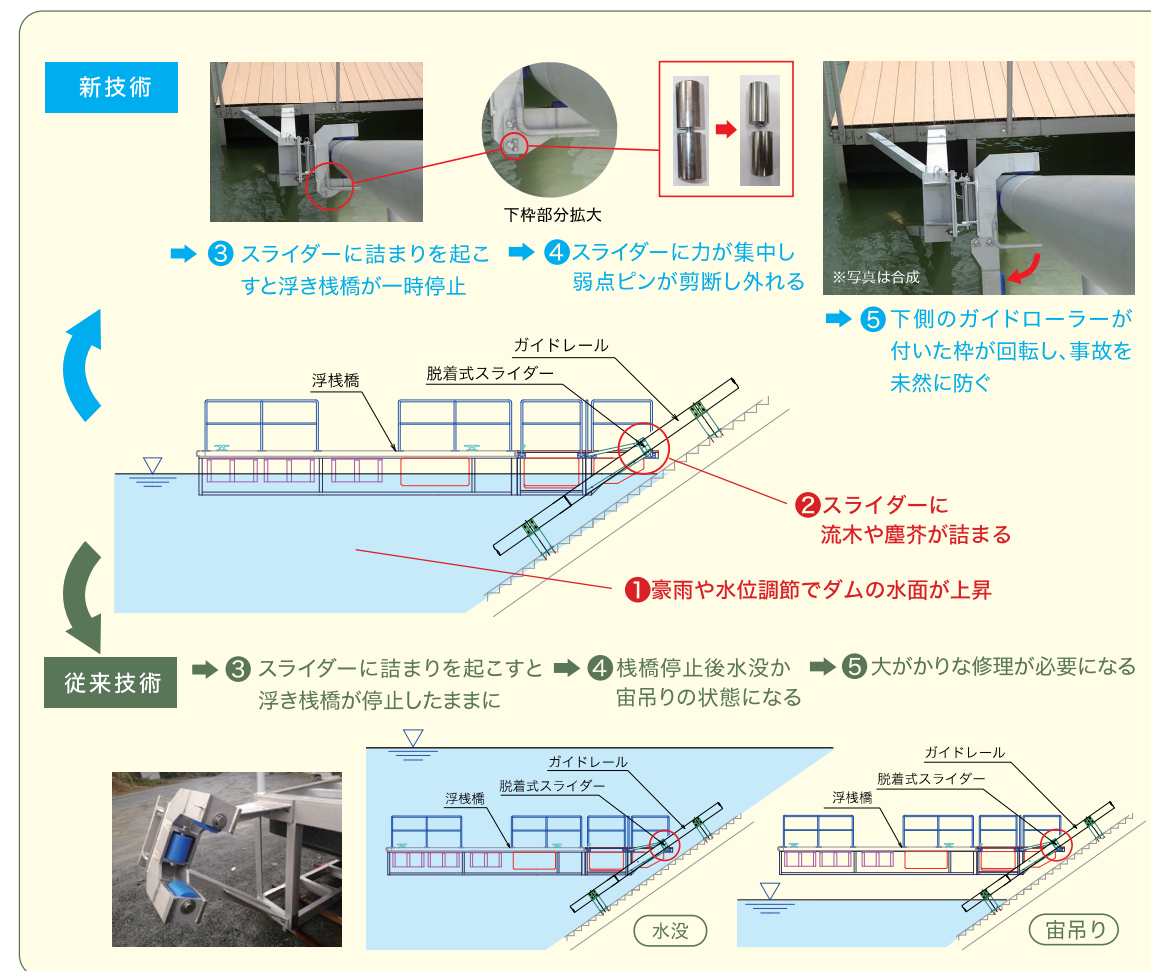 新技術
下枠部分拡大
➡ ❸ スライダーに詰まりを起こ
すと浮き桟橋が一時停止
➡ ❹ スライダーに力が集中し
弱点ピンが剪断し外れる
※写真は合成
➡ ❺ 下側のガイドローラーが
付いた枠が回転し、事故を
未然に防ぐ
ガイドレール
脱着式スライダー
浮桟橋
❷スライダーに
流木や塵芥が詰まる
❶豪雨や水位調節でダムの水面が上昇
従来技術
➡ ❸ スライダーに詰まりを起こすと
浮き桟橋が停止したままに
➡ ❹ 桟橋停止後水没か
宙吊りの状態になる
➡ ❺ 大がかりな修理が必要になる
ガイドレール
脱着式スライダー
浮桟橋
水没
ガイドレール
脱着式スライダー
浮桟橋
宙吊り